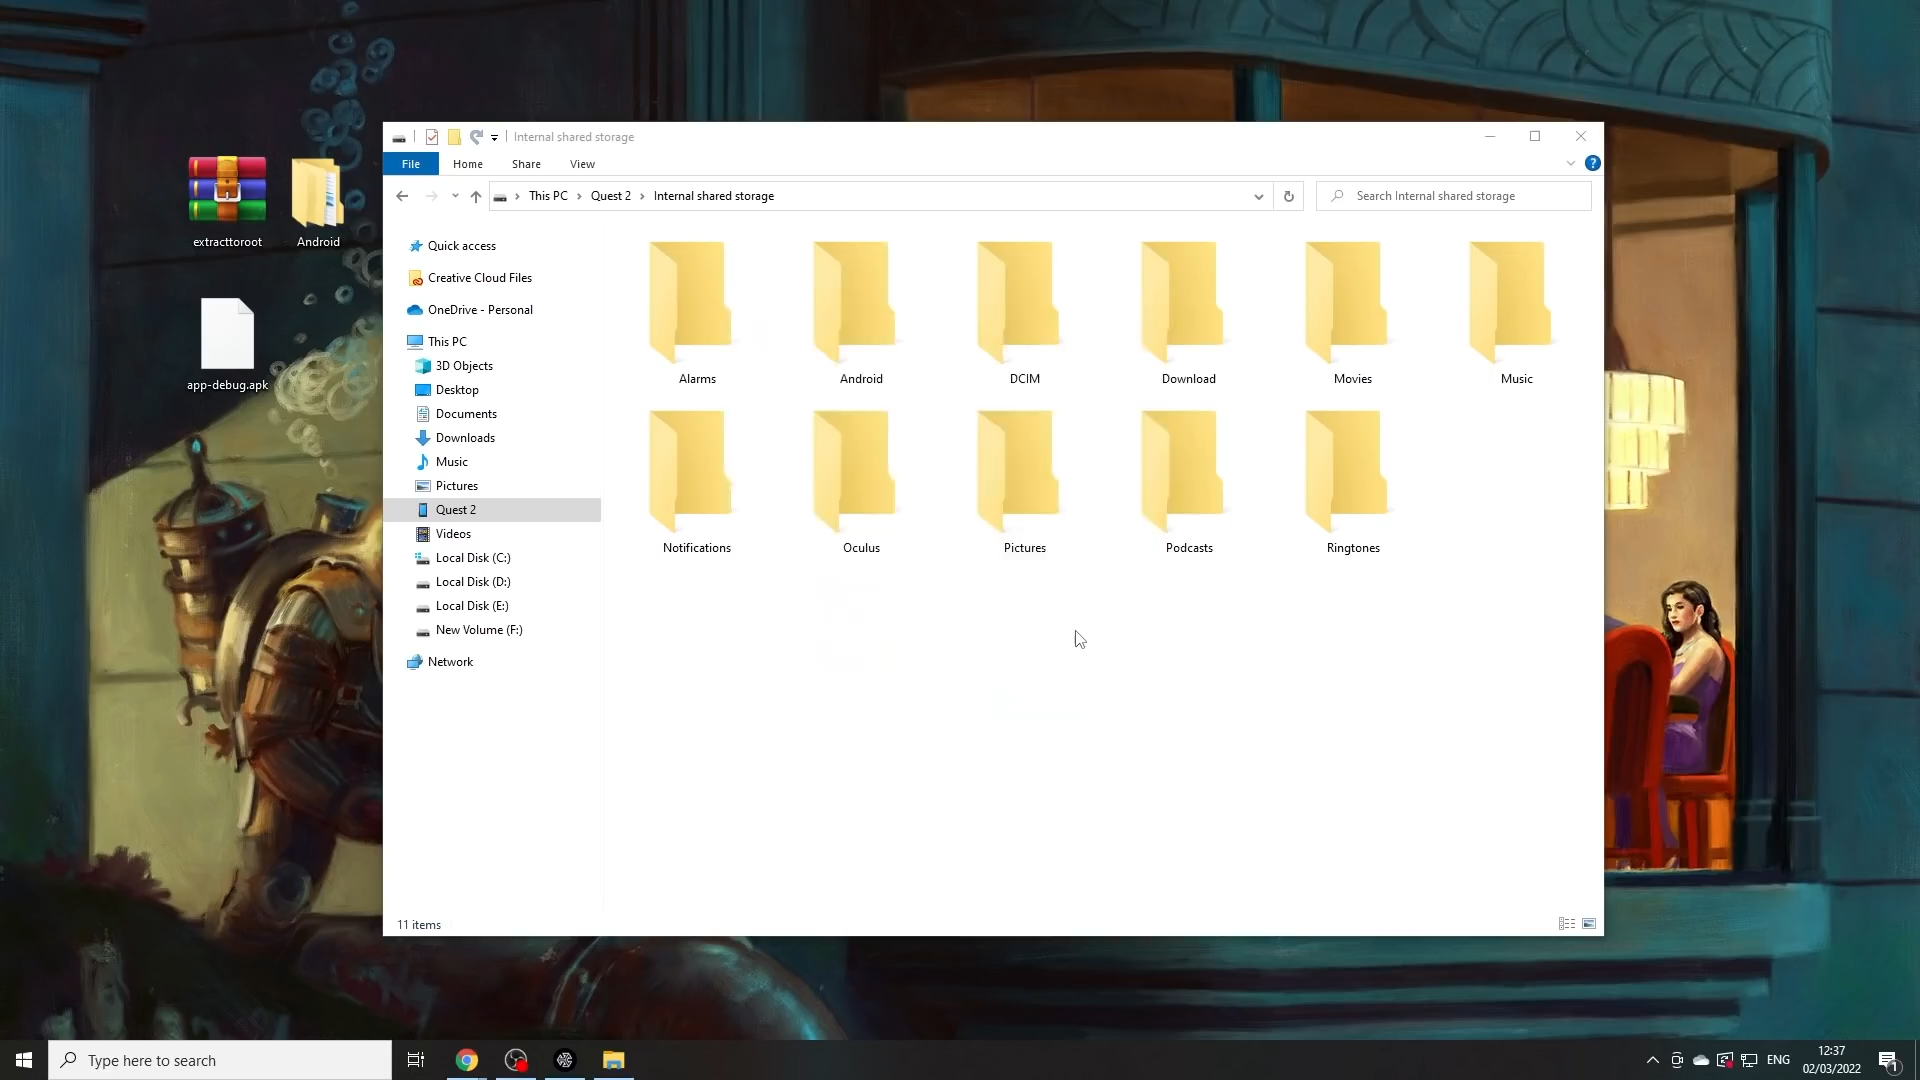 extracttoroot
Android
app-debug.apk
Internal shared storage
File
Home
Share
View
?
This PC
Quest 2
Internal shared storage
Search Internal shared storage
Quick access
Creative Cloud Files
OneDrive - Personal
This PC
3D Objects
Desktop
Documents
Downloads
Music
Pictures
Quest 2
Videos
Local Disk (C:)
Local Disk (D:)
Local Disk (E:)
New Volume (F:)
Network
Alarms
Android
DCIM
Download
Movies
Music
Notifications
Oculus
Pictures
Podcasts
Ringtones
11 items
Type here to search
ENG
12:37
02/03/2022
1